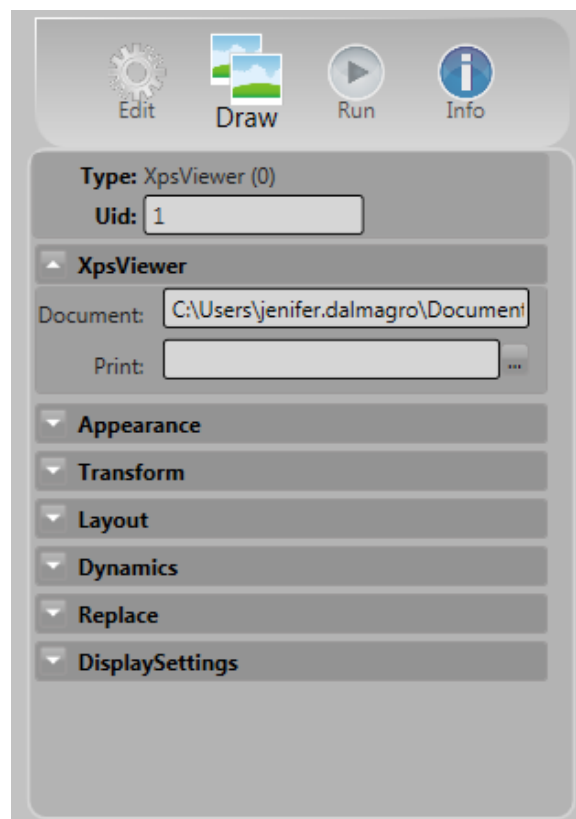 Edit Draw Run Info
Type: XpsViewer (0)
Uid: 1
XpsViewer
Document: C:\Users\jenifer.dalmagro\Document
Print: ...
Appearance
Transform
Layout
Dynamics
Replace
DisplaySettings